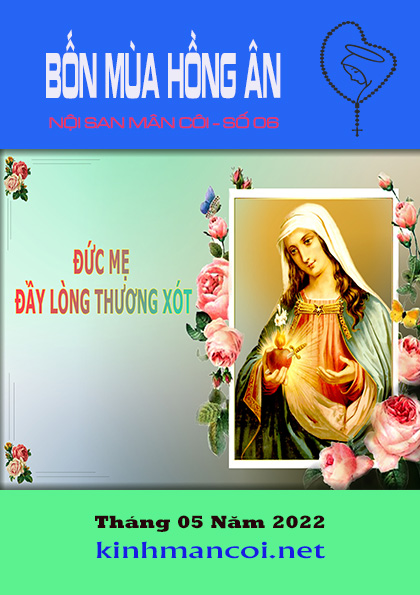 BỐN MÙA HỒNG ÂN
NỘI SAN MÂN CÔI - SỐ 06
ĐỨC MẸ
ĐẦY LÒNG THƯƠNG XÓT
Tháng 05 Năm 2022
kinhmancoi.net